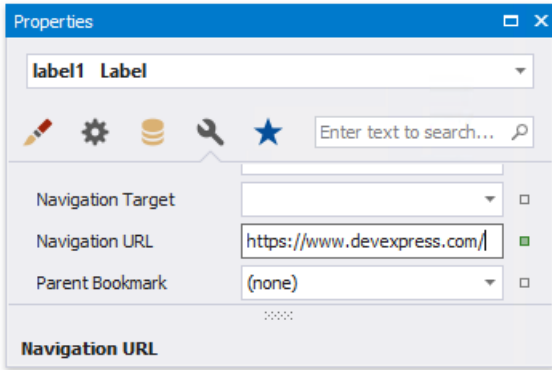 Properties
label1 Label
Enter text to search...
Navigation Target
Navigation URL https://www.devexpress.com/
Parent Bookmark (none)
Navigation URL